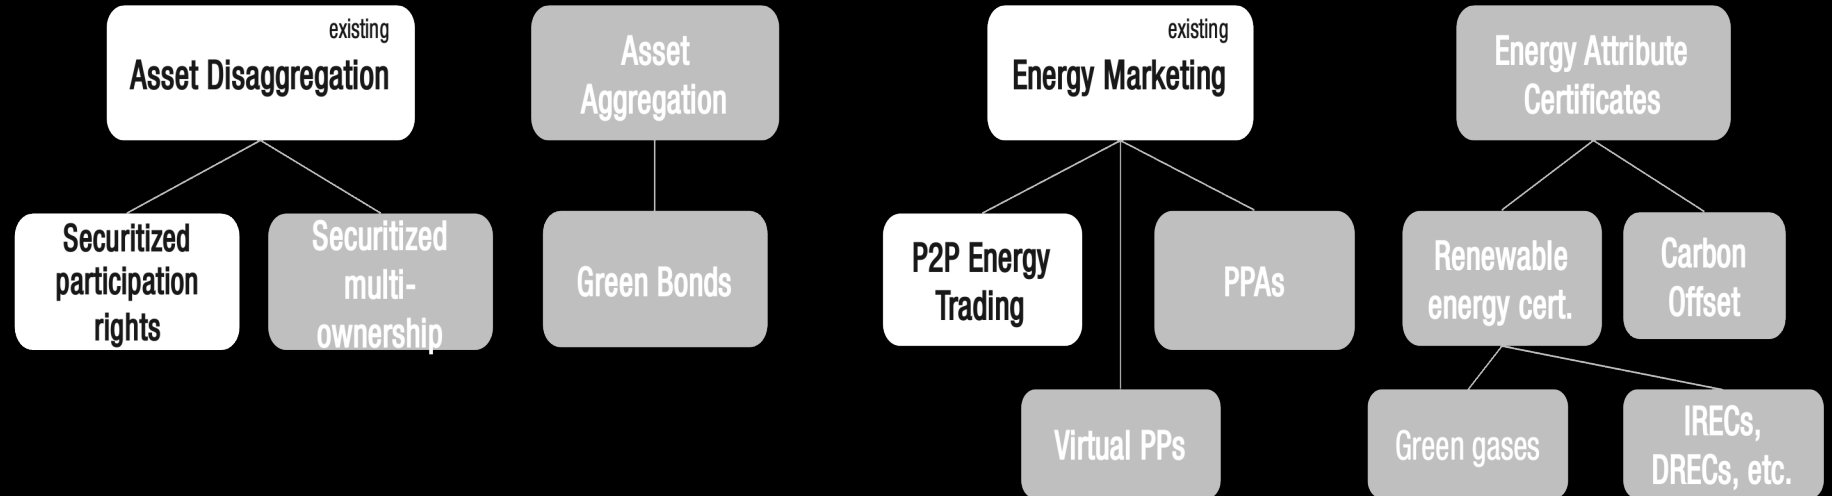 existing
Asset Disaggregation
Asset
Aggregation
existing
Energy Marketing
Energy Attribute
Certificates
Securitized
participation
rights
Securitized
multi-
ownership
Green Bonds
P2P Energy
Trading
PPAs
Renewable
energy cert.
Carbon
Offset
Virtual PPs
Green gases
IRECs,
DRECs, etc.